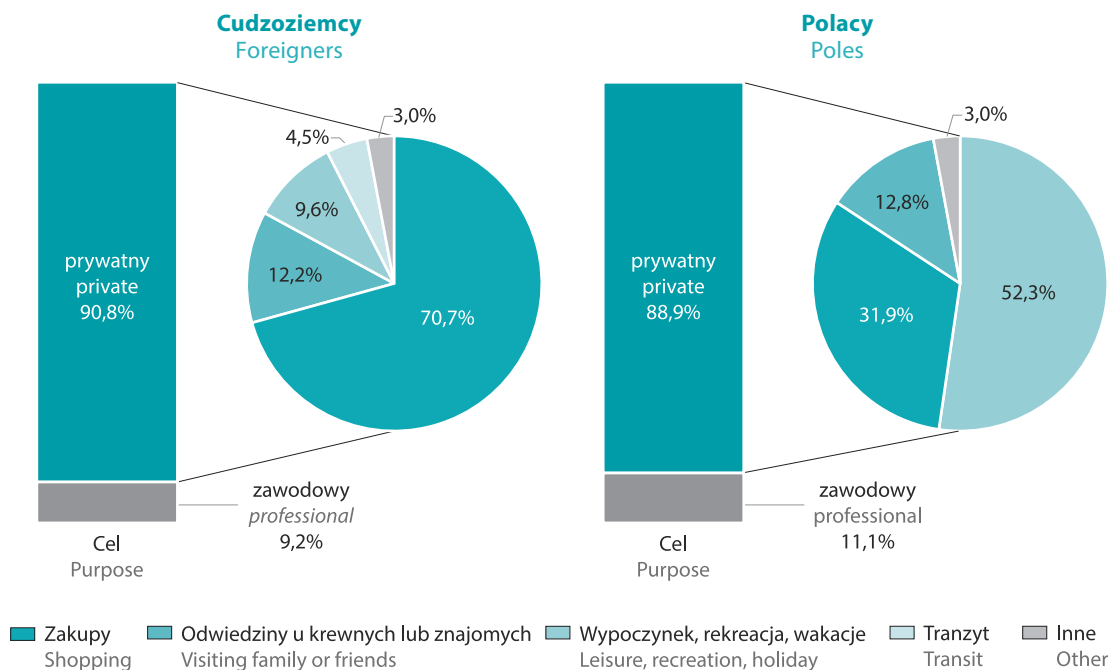 Cudzoziemcy
Foreigners
prywatny
private
90,8%
3,0%
4,5%
9,6%
12,2%
70,7%
zawodowy
professional
9,2%
Cel
Purpose
Polacy
Poles
prywatny
private
88,9%
3,0%
12,8%
31,9%
52,3%
zawodowy
professional
11,1%
Cel
Purpose
Zakupy
Shopping
Odwiedziny u krewnych lub znajomych
Visiting family or friends
Wypoczynek, rekreacja, wakacje
Leisure, recreation, holiday
Tranzyt
Transit
Inne
Other